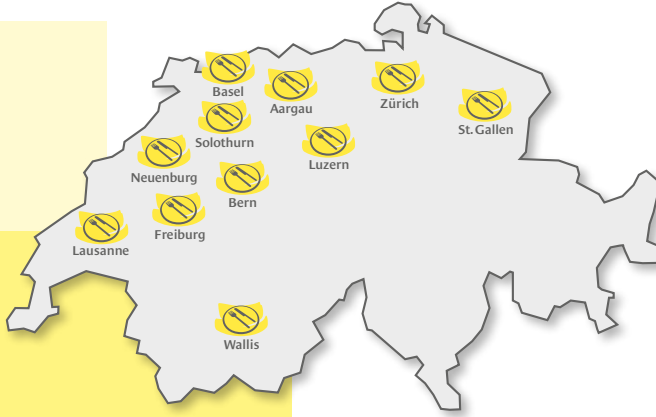 Basel
Aargau
Zürich
St. Gallen
Solothurn
Luzern
Neuenburg
Bern
Freiburg
Lausanne
Wallis